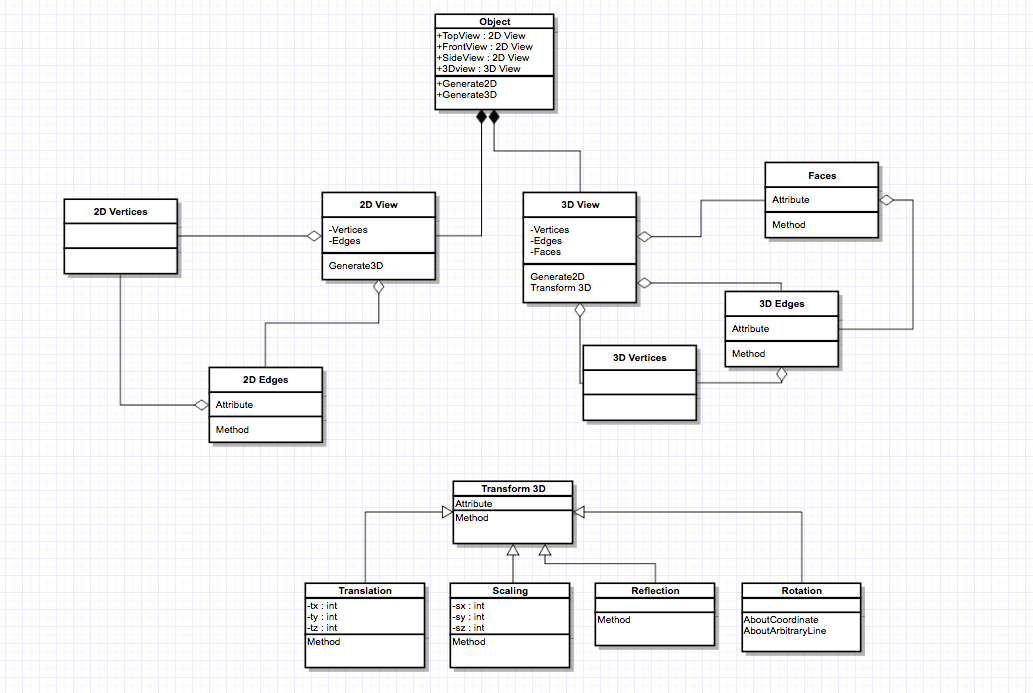 Object
+TopView : 2D View
+FrontView : 2D View
+SideView : 2D View
+3Dview : 3D View
+Generate2D
+Generate3D
2D Vertices
2D View
-Vertices
-Edges
Generate3D
3D View
-Vertices
-Edges
-Faces
Generate2D
Transform 3D
Faces
Attribute
Method
3D Edges
Attribute
Method
3D Vertices
2D Edges
Attribute
Method
Transform 3D
Attribute
Method
Translation
-tx : int
-ty : int
-tz : int
Method
Scaling
-sx : int
-sy : int
-sz : int
Method
Reflection
Method
Rotation
AboutCoordinate
AboutArbitraryLine